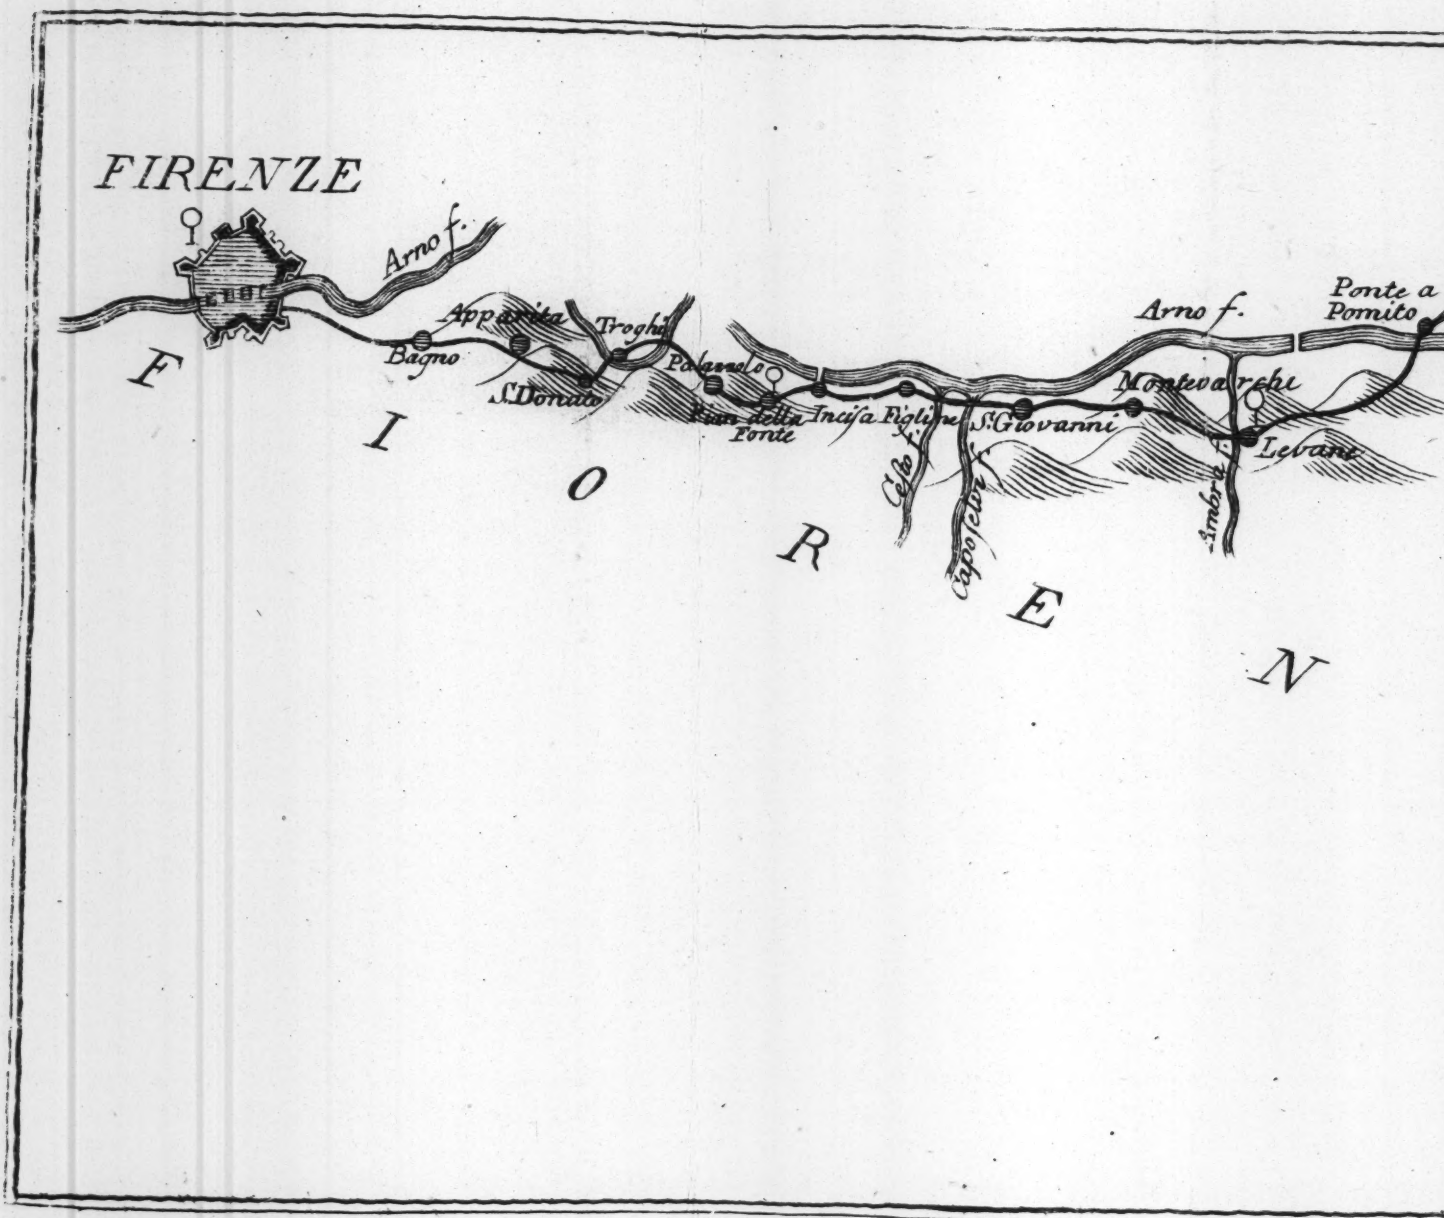 FIRENZE
Arno f.
Apparita
Bagno
S. Donato
Troghi
Palazzolo
Pian della
Fonte
Incisa
Figline
S. Giovanni
Montevarchi
Levane
Arno f.
Ponte a
Pomito
Cesto f.
Ambra f.
F I O R E N